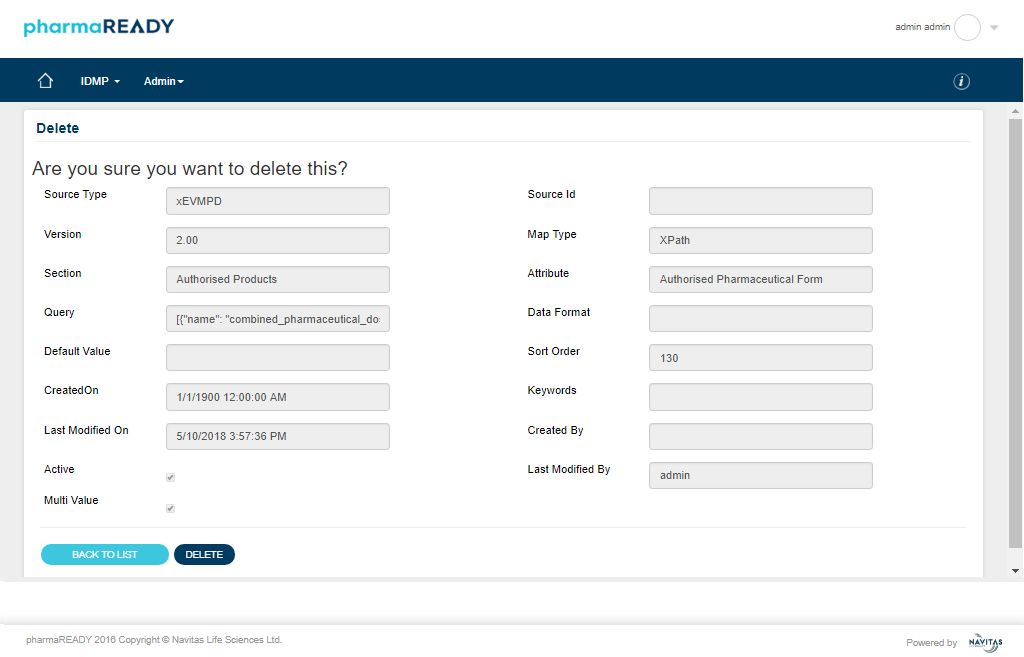 pharmaREADY
admin admin
IDMP
Admin
Delete
Are you sure you want to delete this?
Source Type
xEVMPD
Source Id
Version
2.00
Map Type
XPath
Section
Authorised Products
Attribute
Authorised Pharmaceutical Form
Query
[{"name": "combined_pharmaceutical_do
Data Format
Default Value
Sort Order
130
CreatedOn
1/1/1900 12:00:00 AM
Keywords
Last Modified On
5/10/2018 3:57:36 PM
Created By
Active
Last Modified By
admin
Multi Value
BACK TO LIST
DELETE
pharmaREADY 2016 Copyright © Navitas Life Sciences Ltd.
Powered by
NAVITAS